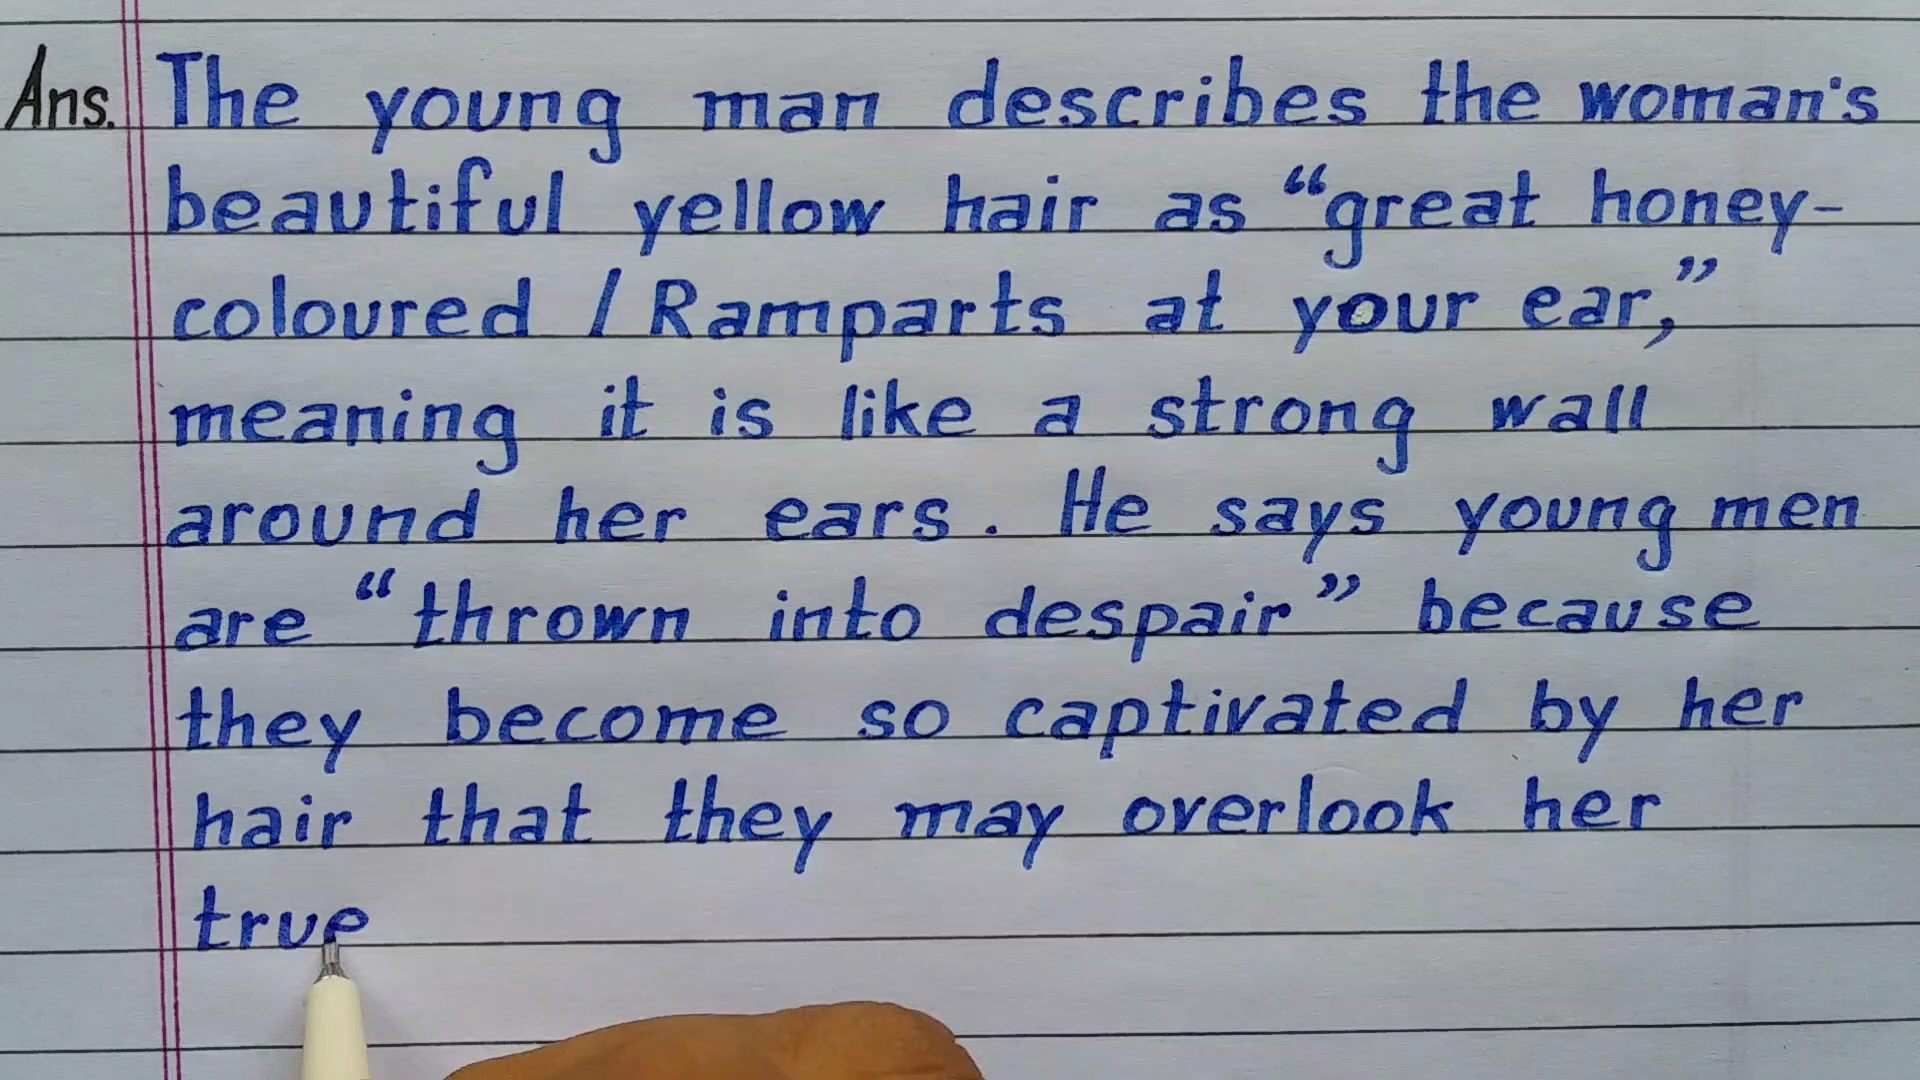 Ans. The young man describes the woman's
beautiful yellow hair as “great honey-
coloured / Ramparts at your ear,”
meaning it is like a strong wall
around her ears. He says young men
are “thrown into despair” because
they become so captivated by her
hair that they may overlook her
true